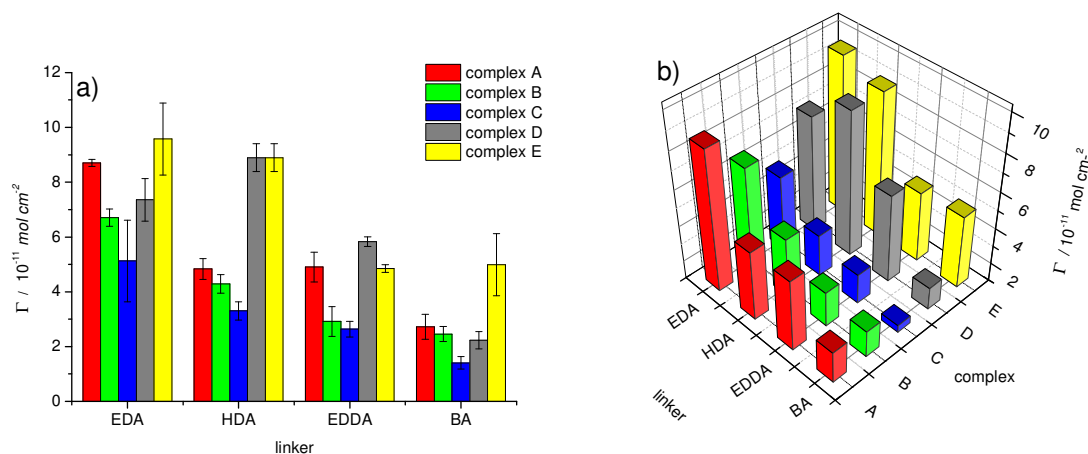 a)
12
10
8
6
4
2
0
Γ / 10⁻¹¹ mol cm⁻²
complex A
complex B
complex C
complex D
complex E
EDA
HDA
EDDA
BA
linker
b)
10
8
6
4
2
Γ / 10⁻¹¹ mol cm⁻²
EDA
HDA
EDDA
BA
linker
A
B
C
D
E
complex